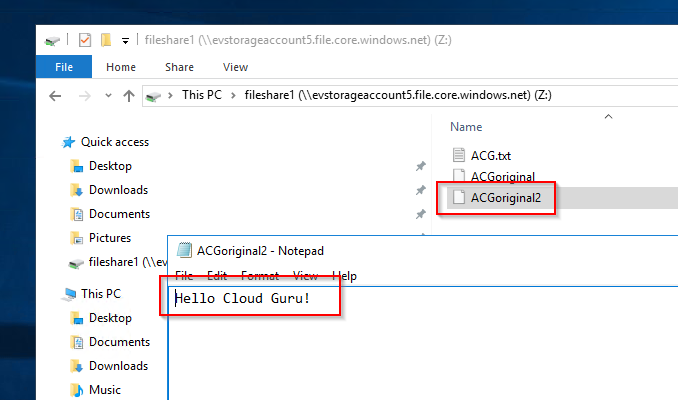 fileshare1 (\\evstorageaccount5.file.core.windows.net) (Z:)
File Home Share View
This PC > fileshare1 (\\evstorageaccount5.file.core.windows.net) (Z:)
Quick access
Desktop
Downloads
Documents
Pictures
fileshare1 (\\ev
This PC
Desktop
Documents
Downloads
Music
Name
ACG.txt
ACGoriginal
ACGoriginal2
ACGoriginal2 - Notepad
File Edit Format View Help
Hello Cloud Guru!